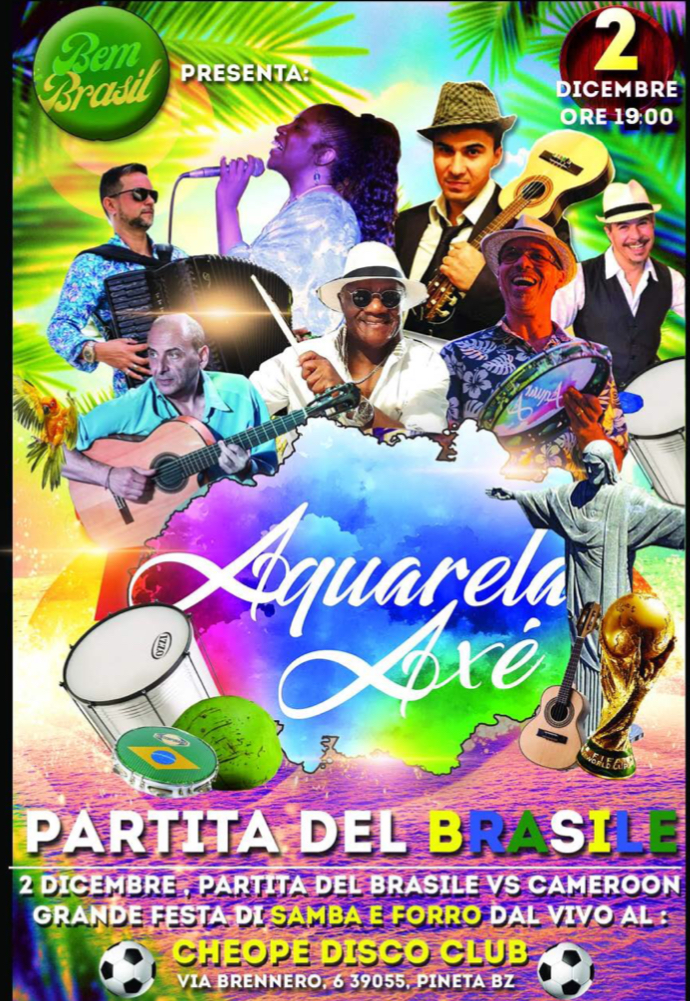 Bem
Brasil
PRESENTA:
2
DICEMBRE
ORE 19:00
Aquarela
Axé
IZZO
PARTITA DEL BRASILE
2 DICEMBRE , PARTITA DEL BRASILE VS CAMEROON
GRANDE FESTA DI SAMBA E FORRO DAL VIVO AL :
CHEOPE DISCO CLUB
VIA BRENNERO, 6 39055, PINETA BZ